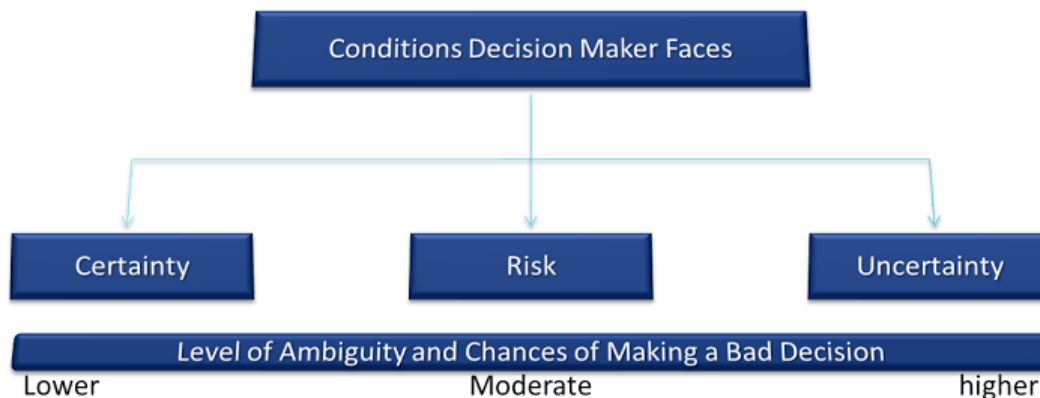 Conditions Decision Maker Faces
Certainty
Risk
Uncertainty
Level of Ambiguity and Chances of Making a Bad Decision
Lower
Moderate
higher